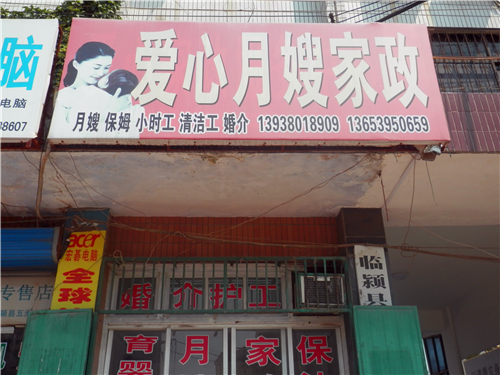 爱心月嫂家政
月嫂 保姆 小时工 清洁工 婚介 13938018909 13653950659
脑
电脑
8607
acer
宏碁电脑
全球
专售店
婚介护工
临颍县
育婴
月
家
保